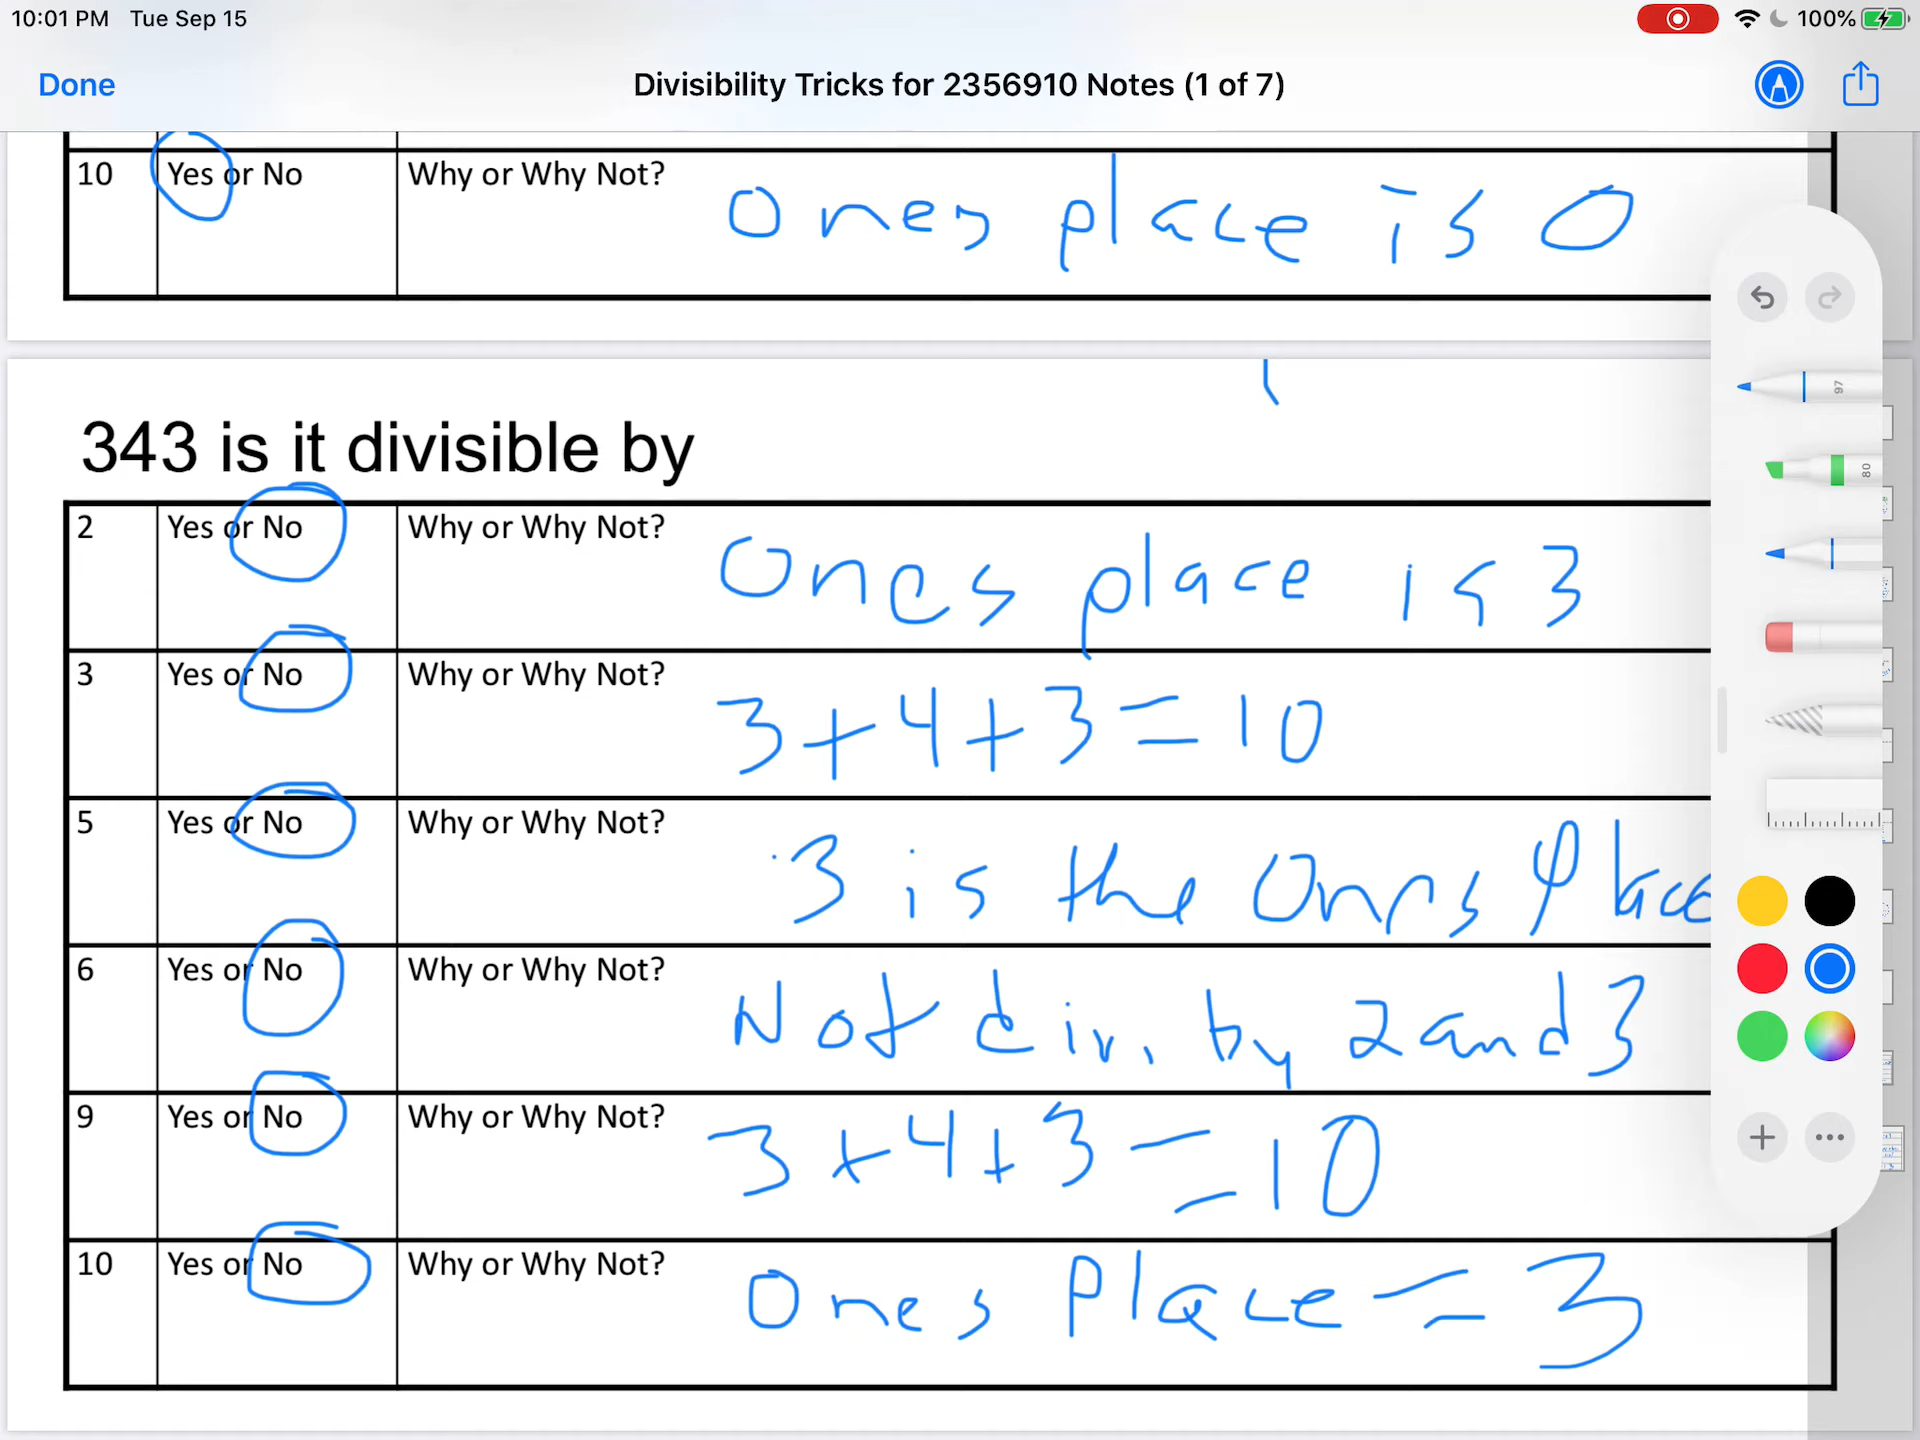 10:01 PM Tue Sep 15 100%
Done Divisibility Tricks for 2356910 Notes (1 of 7)
10 Yes or No Why or Why Not? Ones place is 0
343 is it divisible by
2 Yes or No Why or Why Not? Ones place is 3
3 Yes or No Why or Why Not? 3+4+3=10
5 Yes or No Why or Why Not? 3 is the Ones place
6 Yes or No Why or Why Not? Not div. by 2 and 3
9 Yes or No Why or Why Not? 3+4+3=10
10 Yes or No Why or Why Not? Ones Place = 3
97
80